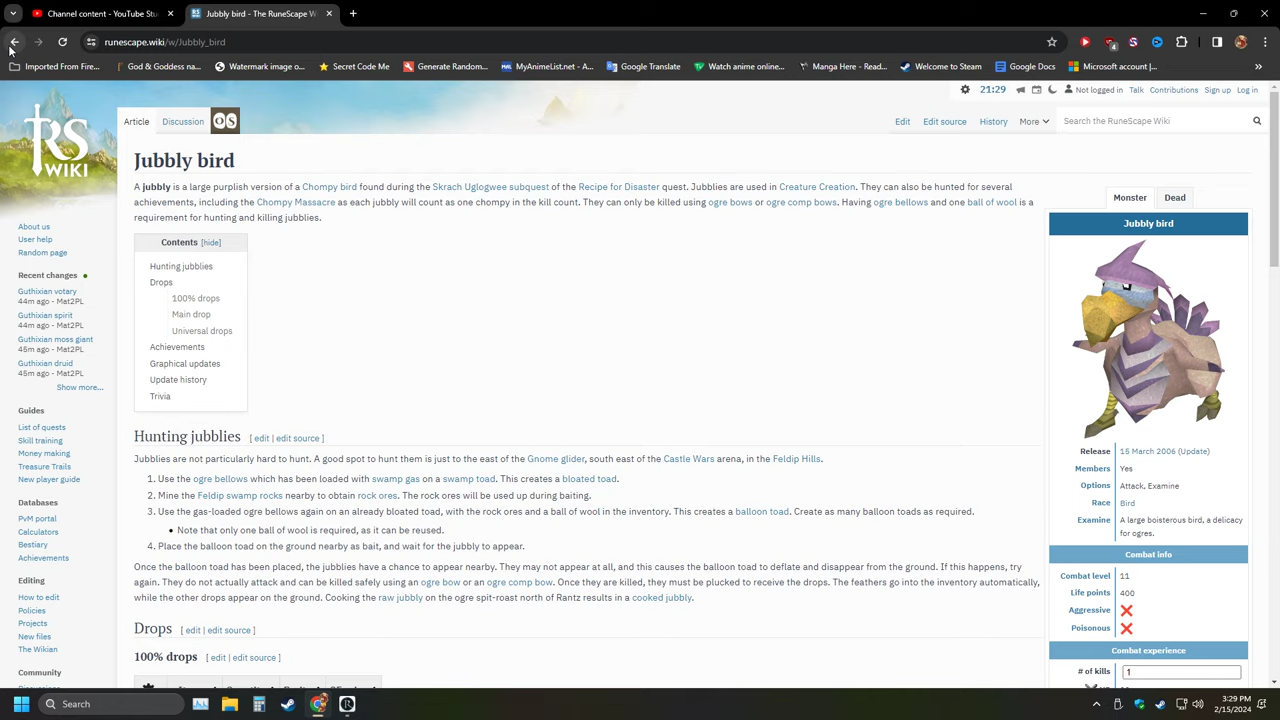 Channel content - YouTube Stu
Jubbly bird - The RuneScape W
runescape.wiki/w/Jubbly_bird
4
Imported From Fire...
God & Goddess na...
Watermark imago...
Secret Code Me
Generate Random...
MyAnimeList.net - A...
Google Translate
Watch anime online...
Manga Here - Read...
Welcome to Steam
Google Docs
Microsoft account |...
21:29
Not logged in
Talk
Contributions
Sign up
Log in
RS
WIKI
Article
Discussion
OS
Edit
Edit source
History
More
Search the RuneScape Wiki
Jubbly bird
A jubbly is a large purplish version of a Chompy bird found during the Skrach Uglogwee subquest of the Recipe for Disaster quest. Jubblies are used in Creature Creation. They can also be hunted for several
achievements, including the Chompy Massacre as each jubbly will count as one chompy in the kill count. They can only be killed using ogre bows or ogre comp bows. Having ogre bellows and one ball of wool is a
requirement for hunting and killing jubblies.
Contents [hide]
Hunting jubblies
Drops
100% drops
Main drop
Universal drops
Achievements
Graphical updates
Update history
Trivia
Hunting jubblies [ edit | edit source ]
Jubblies are not particularly hard to hunt. A good spot to hunt them is just to the east of the Gnome glider, south east of the Castle Wars arena, in the Feldip Hills.
1. Use the ogre bellows which has been loaded with swamp gas on a swamp toad. This creates a bloated toad.
2. Mine the Feldip swamp rocks nearby to obtain rock ores. The rock ores will be used up during baiting.
3. Use the gas-loaded ogre bellows again on an already bloated toad, with the rock ores and a ball of wool in the inventory. This creates a balloon toad. Create as many balloon toads as required.
• Note that only one ball of wool is required, as it can be reused.
4. Place the balloon toad on the ground nearby as bait, and wait for the jubbly to appear.
Once the balloon toad has been placed, the jubblies have a chance to appear nearby. They may not appear at all, and this causes the balloon toad to deflate and disappear from the ground. If this happens, try
again. They do not actually attack and can be killed safely using an ogre bow or an ogre comp bow. Once they are killed, they must be plucked to receive the drops. The feathers go into the inventory automatically,
while the other drops appear on the ground. Cooking the raw jubbly on the ogre spit-roast north of Rantz results in a cooked jubbly.
Drops [ edit | edit source ]
100% drops [ edit | edit source ]
About us
User help
Random page
Recent changes
Guthixian votary
44m ago - Mat2PL
Guthixian spirit
44m ago - Mat2PL
Guthixian moss giant
45m ago - Mat2PL
Guthixian druid
45m ago - Mat2PL
Show more...
Guides
List of quests
Skill training
Money making
Treasure Trails
New player guide
Databases
PvM portal
Calculators
Bestiary
Achievements
Editing
How to edit
Policies
Projects
New files
The Wikian
Community
Monster
Dead
Jubbly bird
Release 15 March 2006 (Update)
Members Yes
Options Attack, Examine
Race Bird
Examine A large boisterous bird, a delicacy
for ogres.
Combat info
Combat level 11
Life points 400
Aggressive
Poisonous
Combat experience
# of kills 1
Search
3:29 PM
2/15/2024